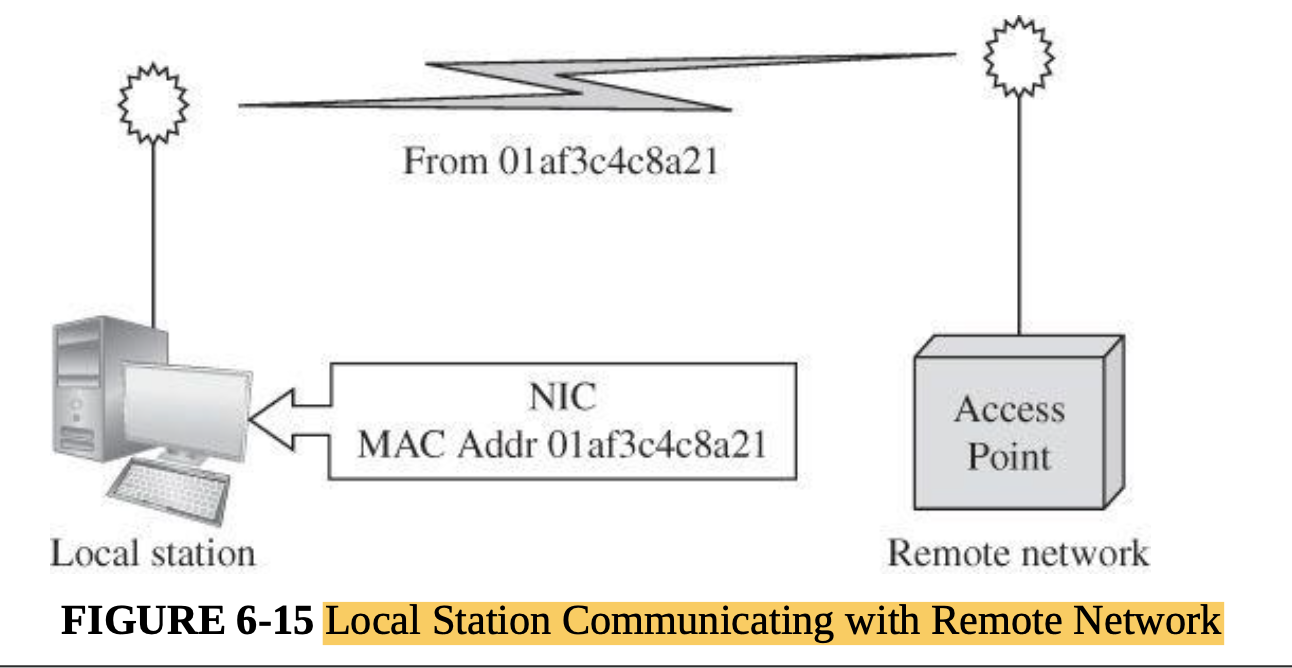 From 01af3c4c8a21
NIC
MAC Addr 01af3c4c8a21
Access
Point
Local station
Remote network
FIGURE 6-15 Local Station Communicating with Remote Network